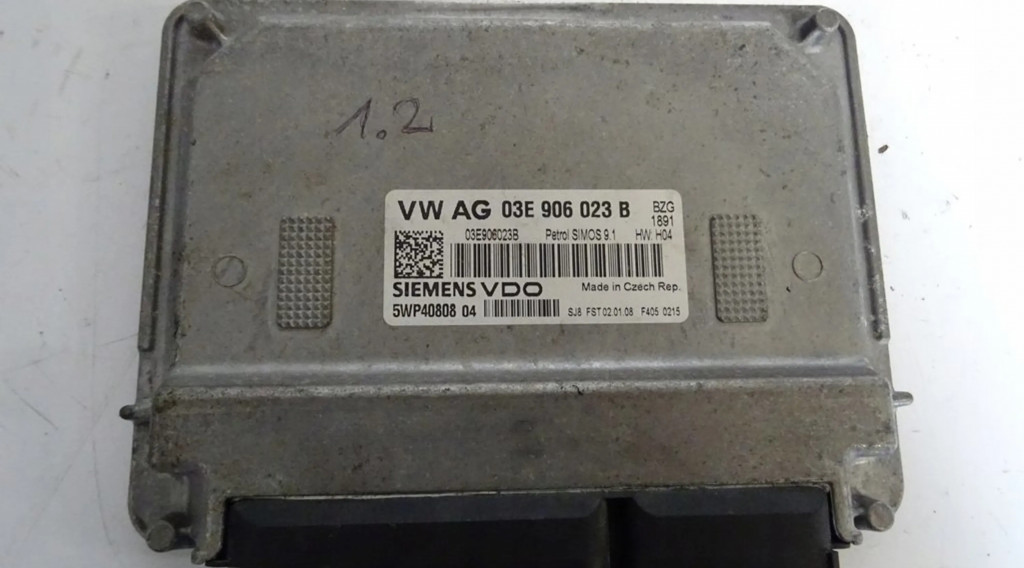 1.2
VW AG 03E 906 023 B BZG
1891
03E906023B Petrol SIMOS 9.1 HW: H04
SIEMENS VDO Made in Czech Rep.
5WP40808 04 SJ8 FST 02.01.08 F405 0215